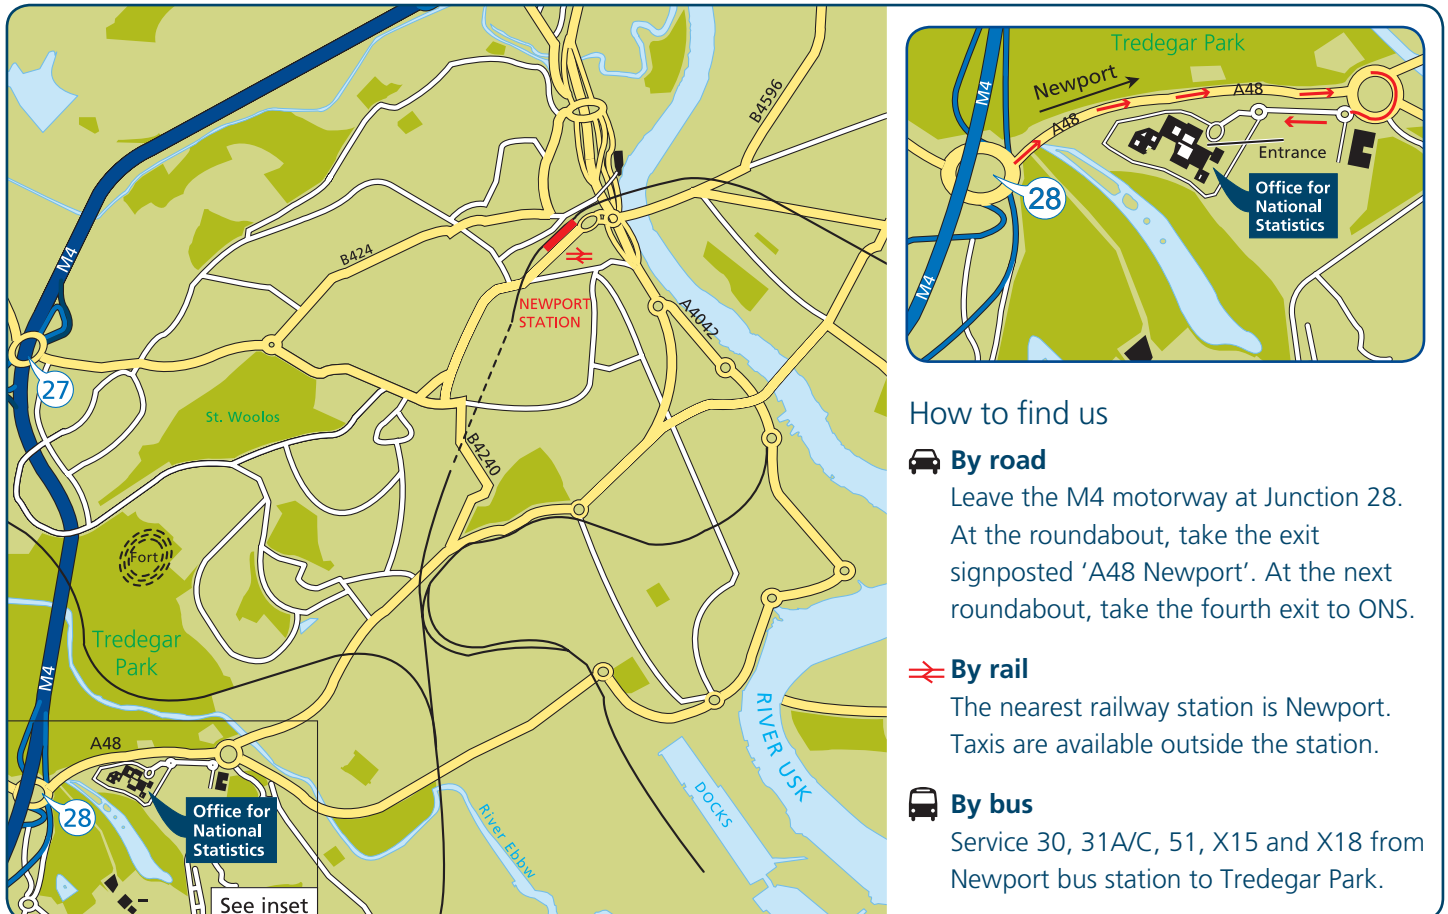 B4596
M4
B424
NEWPORT
STATION
A4042
27
St. Woolos
B4240
Fort
Tredegar
Park
M4
A48
28
Office for
National
Statistics
See inset
River Ebbw
DOCKS
RIVER USK
Tredegar Park
M4
Newport
A48
A48
Entrance
28
Office for
National
Statistics
M4
How to find us
By road
Leave the M4 motorway at Junction 28.
At the roundabout, take the exit
signposted ‘A48 Newport’. At the next
roundabout, take the fourth exit to ONS.
By rail
The nearest railway station is Newport.
Taxis are available outside the station.
By bus
Service 30, 31A/C, 51, X15 and X18 from
Newport bus station to Tredegar Park.